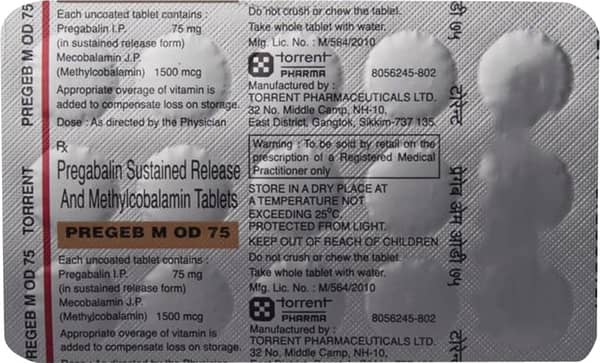 PREGEB M OD 75
TORRENT
PREGEB M OD 75
Each uncoated tablet contains :
Pregabalin I.P. 75 mg
(in sustained release form)
Mecobalamin J.P.
(Methylcobalamin) 1500 mcg
Appropriate overage of vitamin is
added to compensate loss on storage.
Dose : As directed by the Physician
Rx
Pregabalin Sustained Release
And Methylcobalamin Tablets
PREGEB M OD 75
Each uncoated tablet contains :
Pregabalin I.P. 75 mg
(in sustained release form)
Mecobalamin J.P.
(Methylcobalamin) 1500 mcg
Appropriate overage of vitamin is
added to compensate loss on storage.
Dose : As directed by the Physician
Do not crush or chew the tablet.
Take whole tablet with water.
Mfg. Lic. No. : M/564/2010
torrent
PHARMA
8056245-802
Manufactured by :
TORRENT PHARMACEUTICALS LTD.
32 No. Middle Camp, NH-10,
East District, Gangtok, Sikkim-737 135.
Warning : To be sold by retail on the
prescription of a Registered Medical
Practitioner only
STORE IN A DRY PLACE AT
A TEMPERATURE NOT
EXCEEDING 25°C,
PROTECTED FROM LIGHT.
KEEP OUT OF REACH OF CHILDREN
Do not crush or chew the tablet.
Take whole tablet with water.
Mfg. Lic. No. : M/564/2010
torrent
PHARMA
8056245-802
Manufactured by :
TORRENT PHARMACEUTICALS LTD.
32 No. Middle Camp, NH-10,
टोरेंट